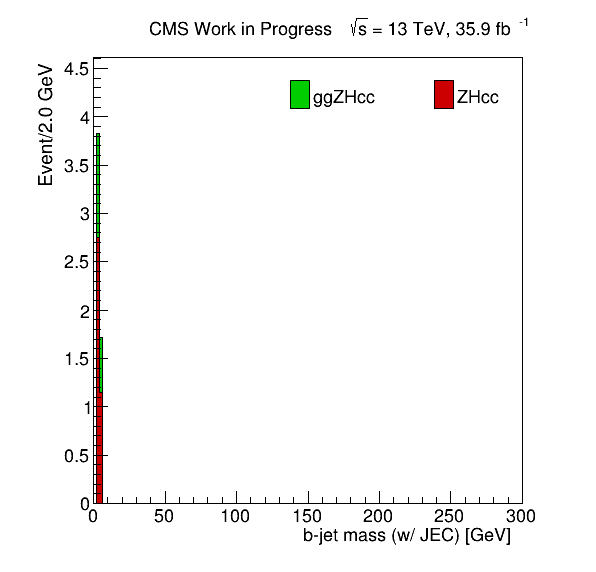 CMS Work in Progress √s = 13 TeV, 35.9 fb -1
Event/2.0 GeV
ggZHcc ZHcc
4.5
4
3.5
3
2.5
2
1.5
1
0.5
0
0 50 100 150 200 250 300
b-jet mass (w/ JEC) [GeV]